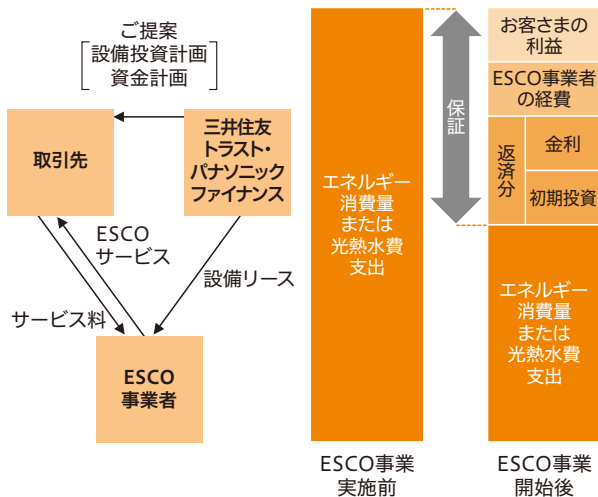 ご提案
設備投資計画
資金計画
取引先
三井住友
トラスト・
パナソニック
ファイナンス
ESCO
サービス
設備リース
サービス料
ESCO
事業者
エネルギー
消費量
または
光熱水費
支出
ESCO事業
実施前
保証
お客さまの
利益
ESCO事業者
の経費
返済分
金利
初期投資
エネルギー
消費量
または
光熱水費
支出
ESCO事業
開始後